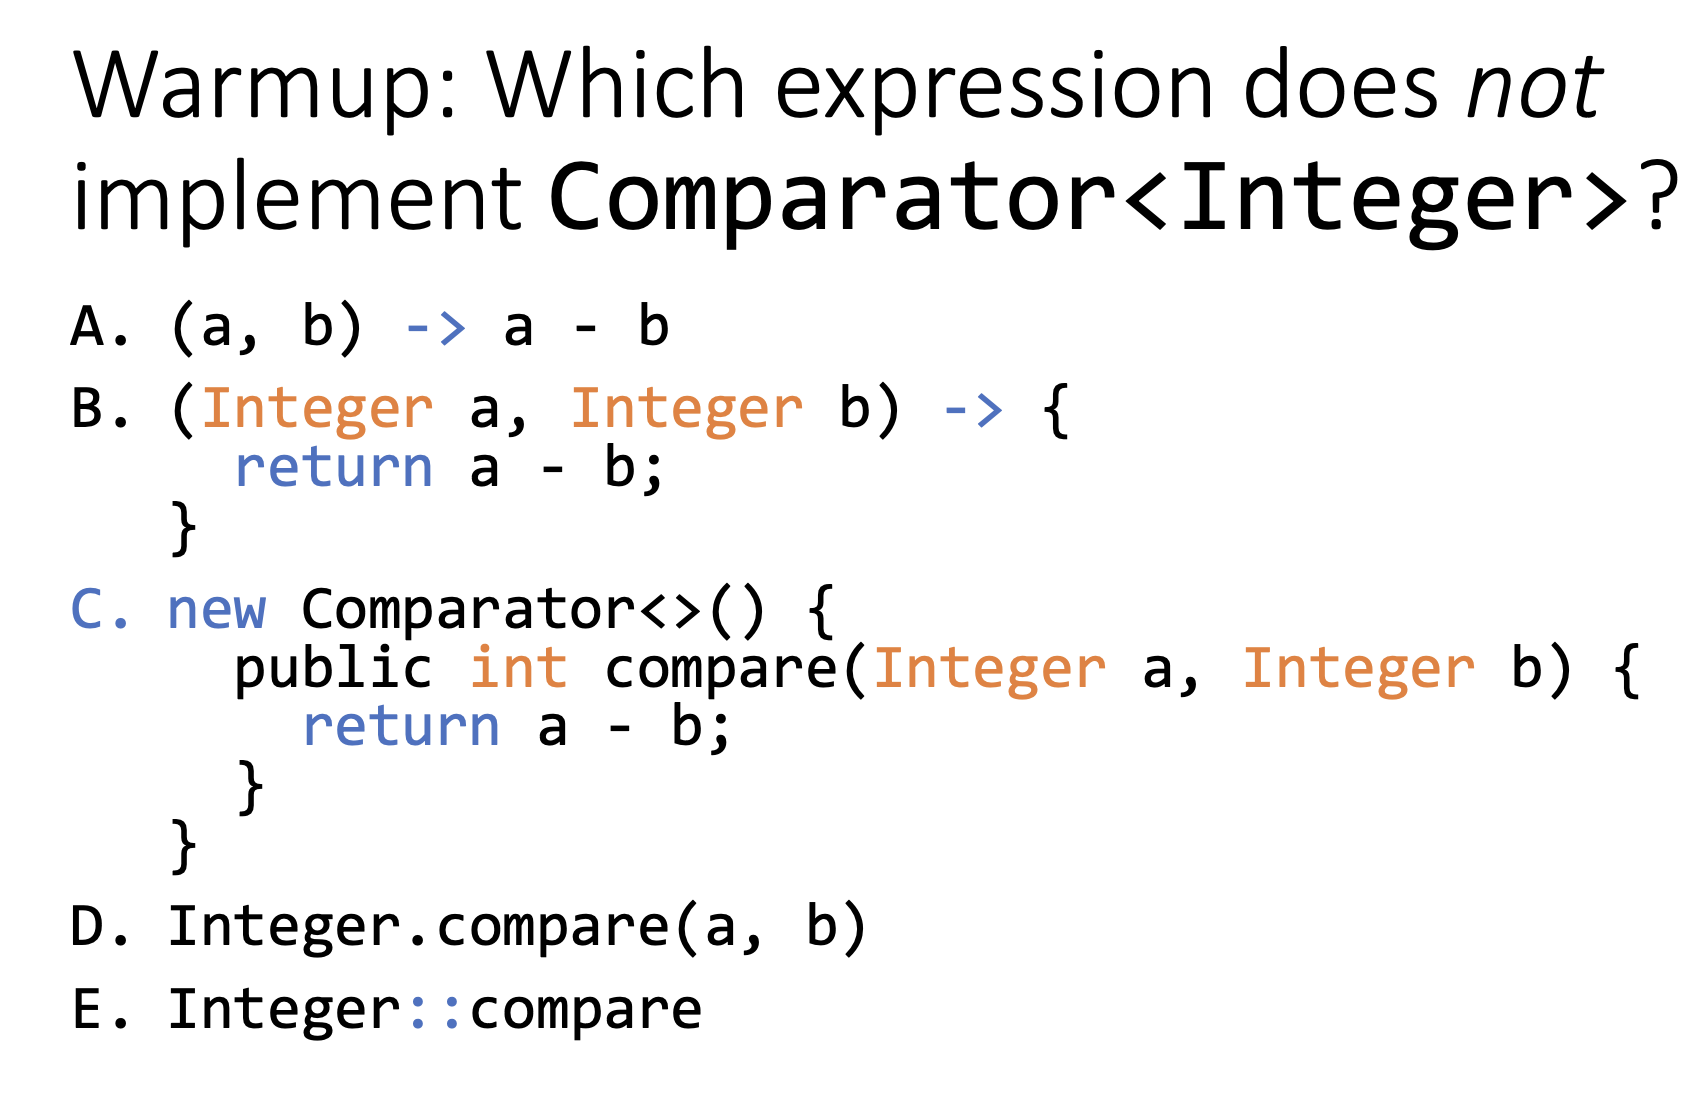 Warmup: Which expression does not
implement Comparator<Integer>?
A. (a, b) -> a - b
B. (Integer a, Integer b) -> {
return a - b;
}
C. new Comparator<>() {
public int compare(Integer a, Integer b) {
return a - b;
}
}
D. Integer.compare(a, b)
E. Integer::compare